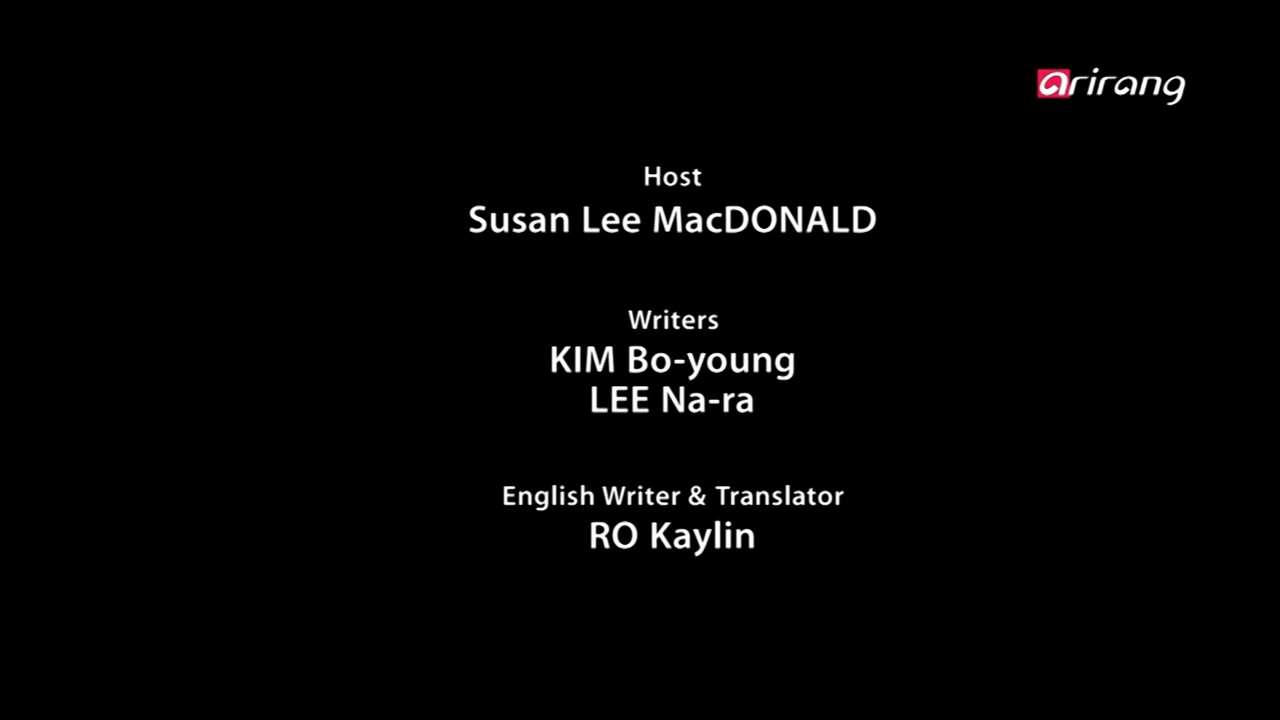 arirang
Host
Susan Lee MacDONALD
Writers
KIM Bo-young
LEE Na-ra
English Writer & Translator
RO Kaylin